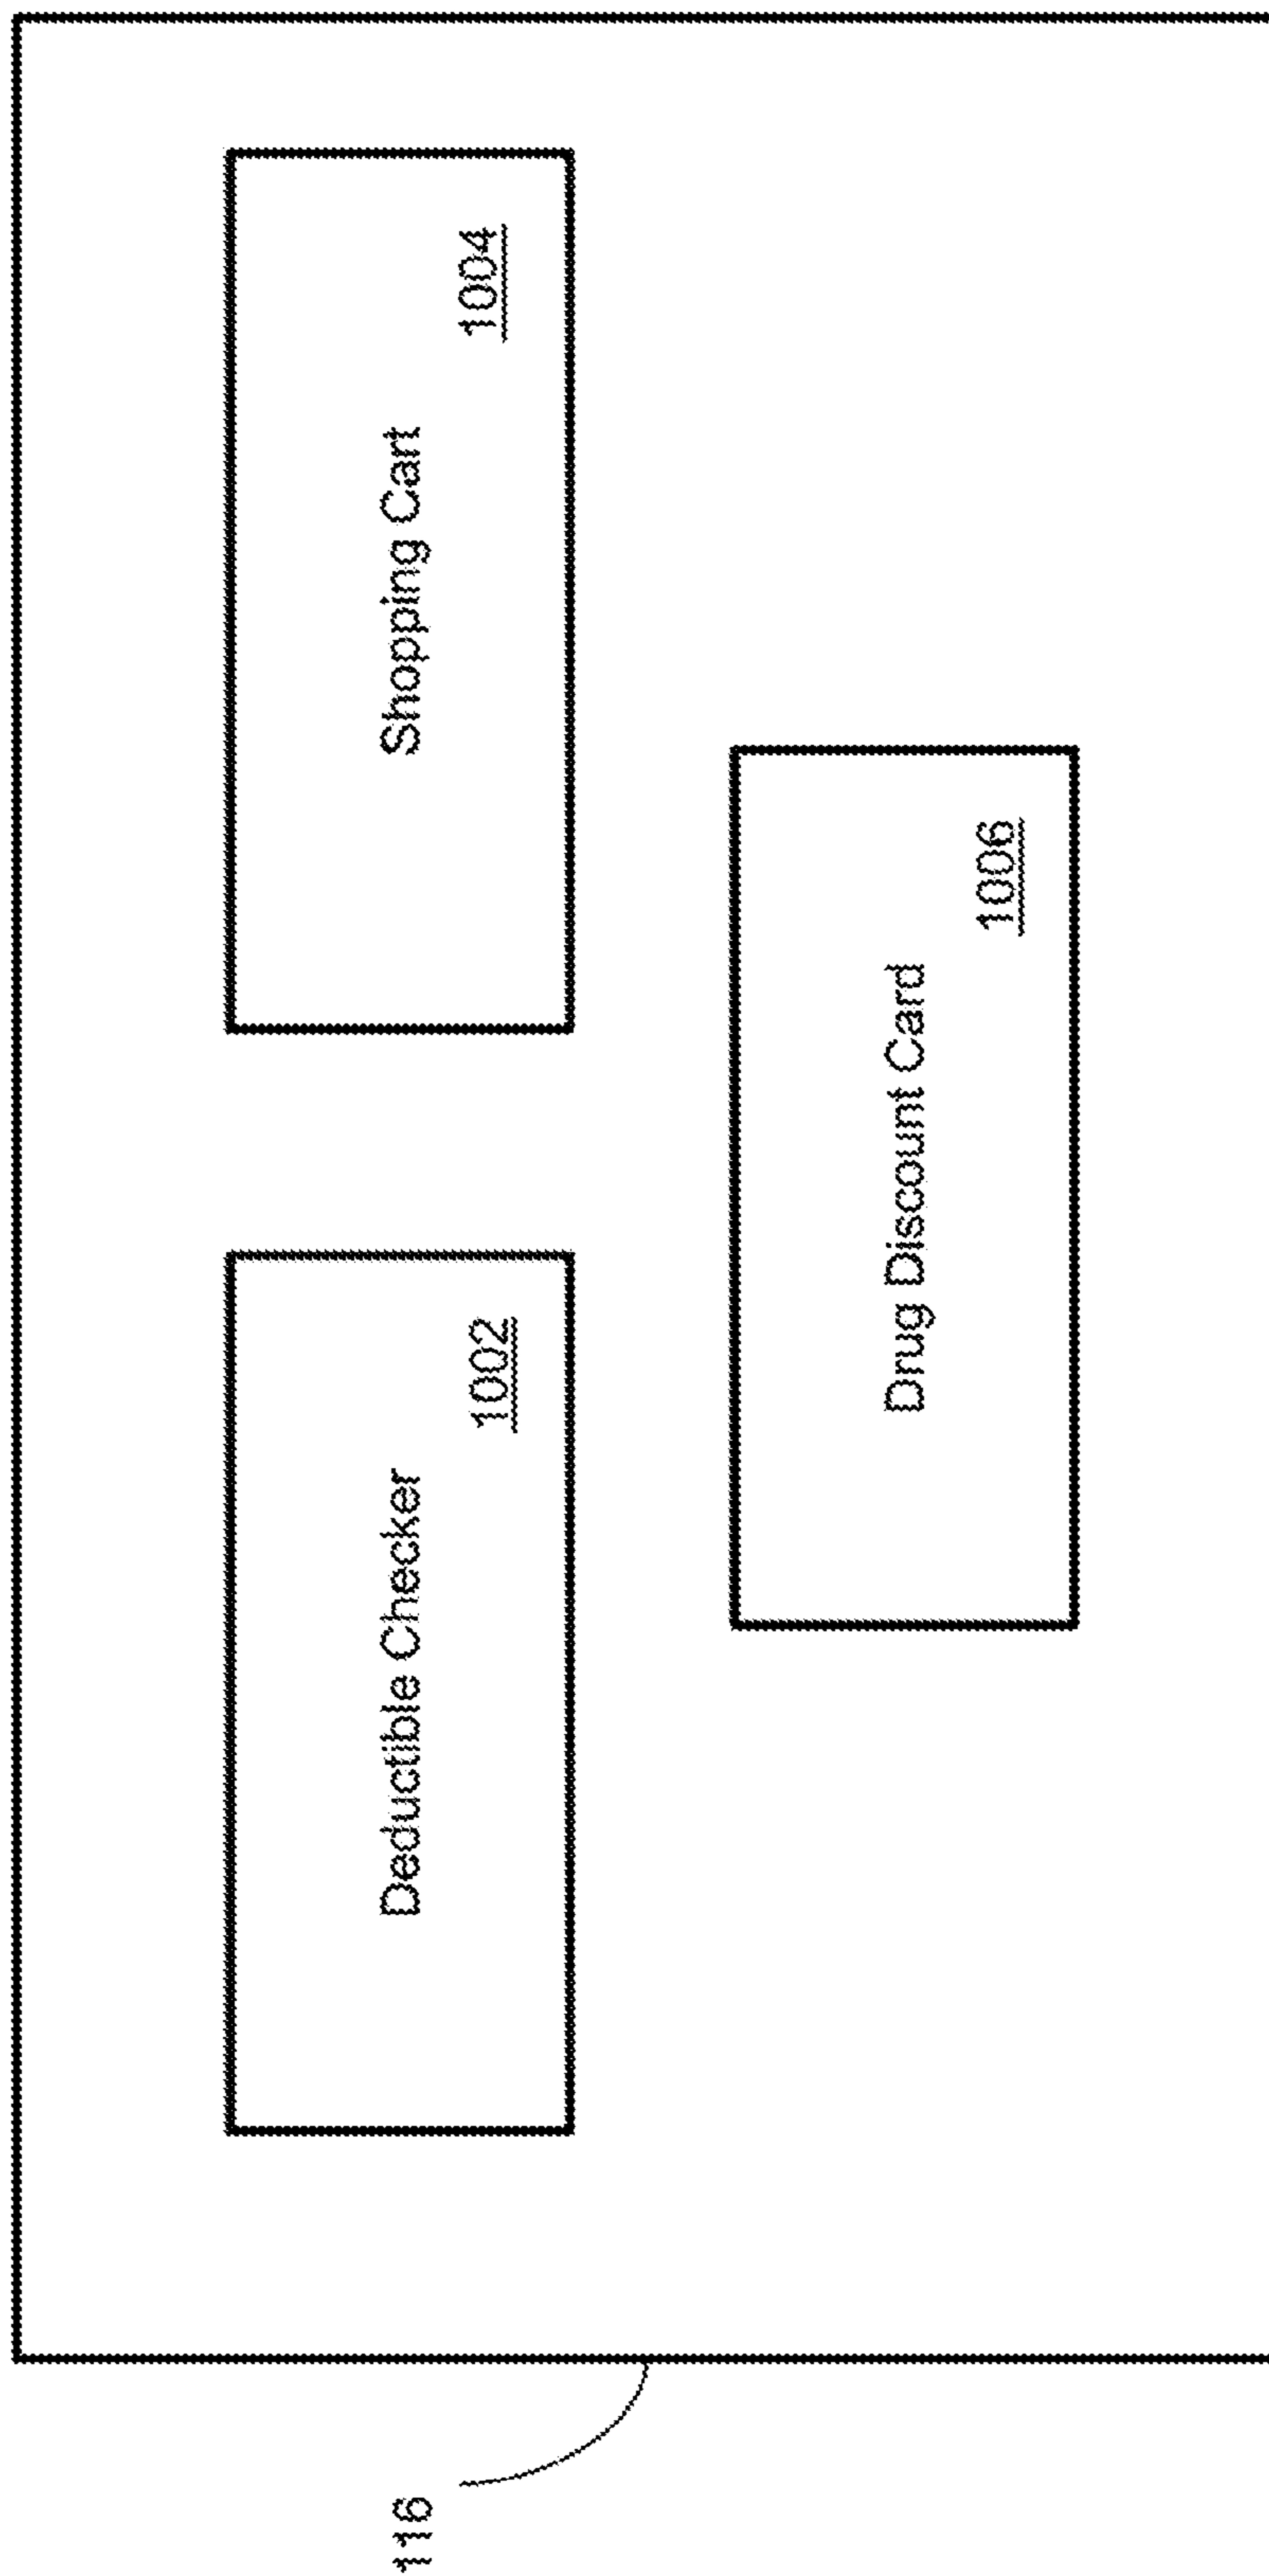 116
Deductible Checker
1002
Shopping Cart
1004
Drug Discount Card
1006